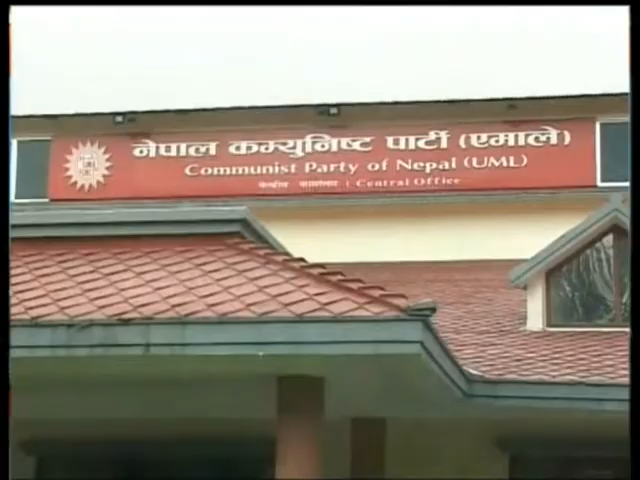 नेपाल कम्युनिष्ट पार्टी (एमाले)
Communist Party of Nepal (UML)
केन्द्रीय कार्यालय | Central Office